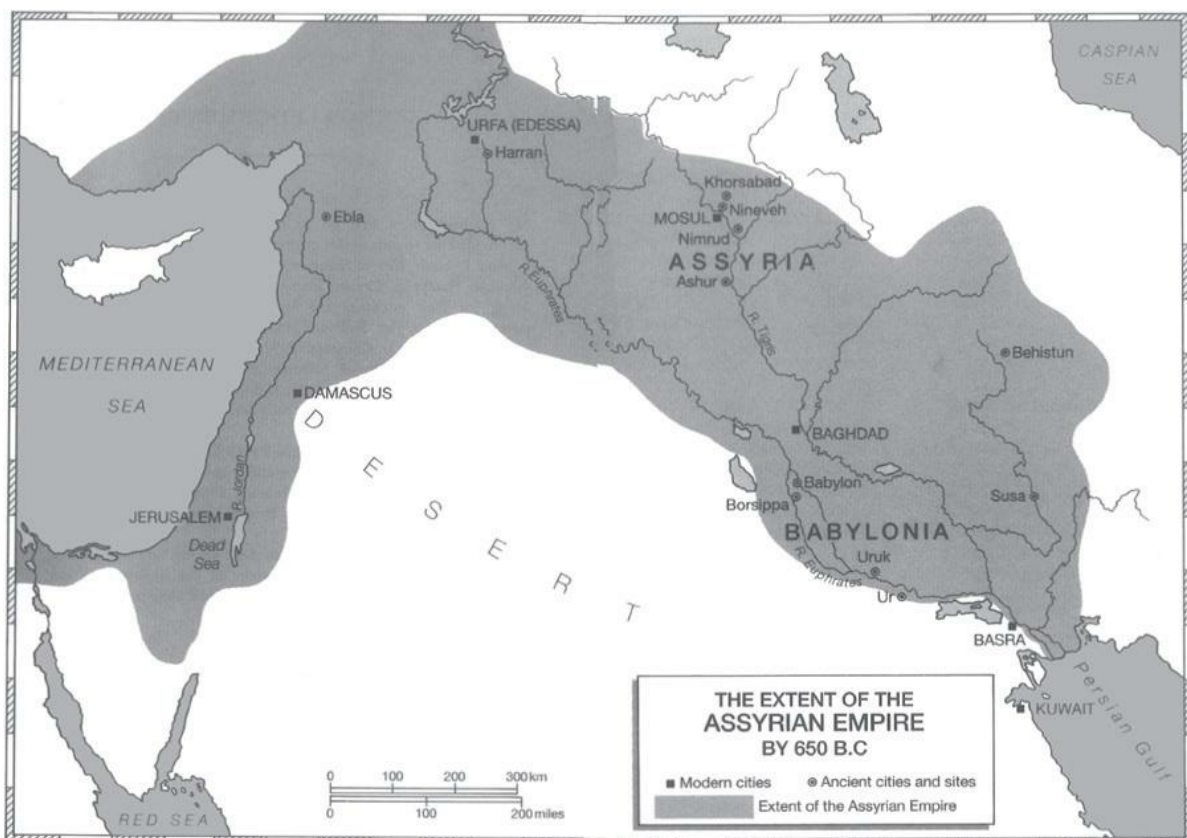 CASPIAN
SEA
URFA (EDESSA)
Harran
Khorsabad
Nineveh
MOSUL
Nimrud
Ebla
ASSYRIA
Ashur
R. Euphrates
R. Tigris
Behistun
MEDITERRANEAN
SEA
DAMASCUS
DESERT
BAGHDAD
R. Jordan
Babylon
Borsippa
Susa
JERUSALEM
Dead
Sea
BABYLONIA
Uruk
R. Euphrates
Ur
BASRA
Persian Gulf
KUWAIT
RED SEA
THE EXTENT OF THE
ASSYRIAN EMPIRE
BY 650 B.C
Modern cities
Ancient cities and sites
Extent of the Assyrian Empire
0 100 200 300 km
0 100 200 miles